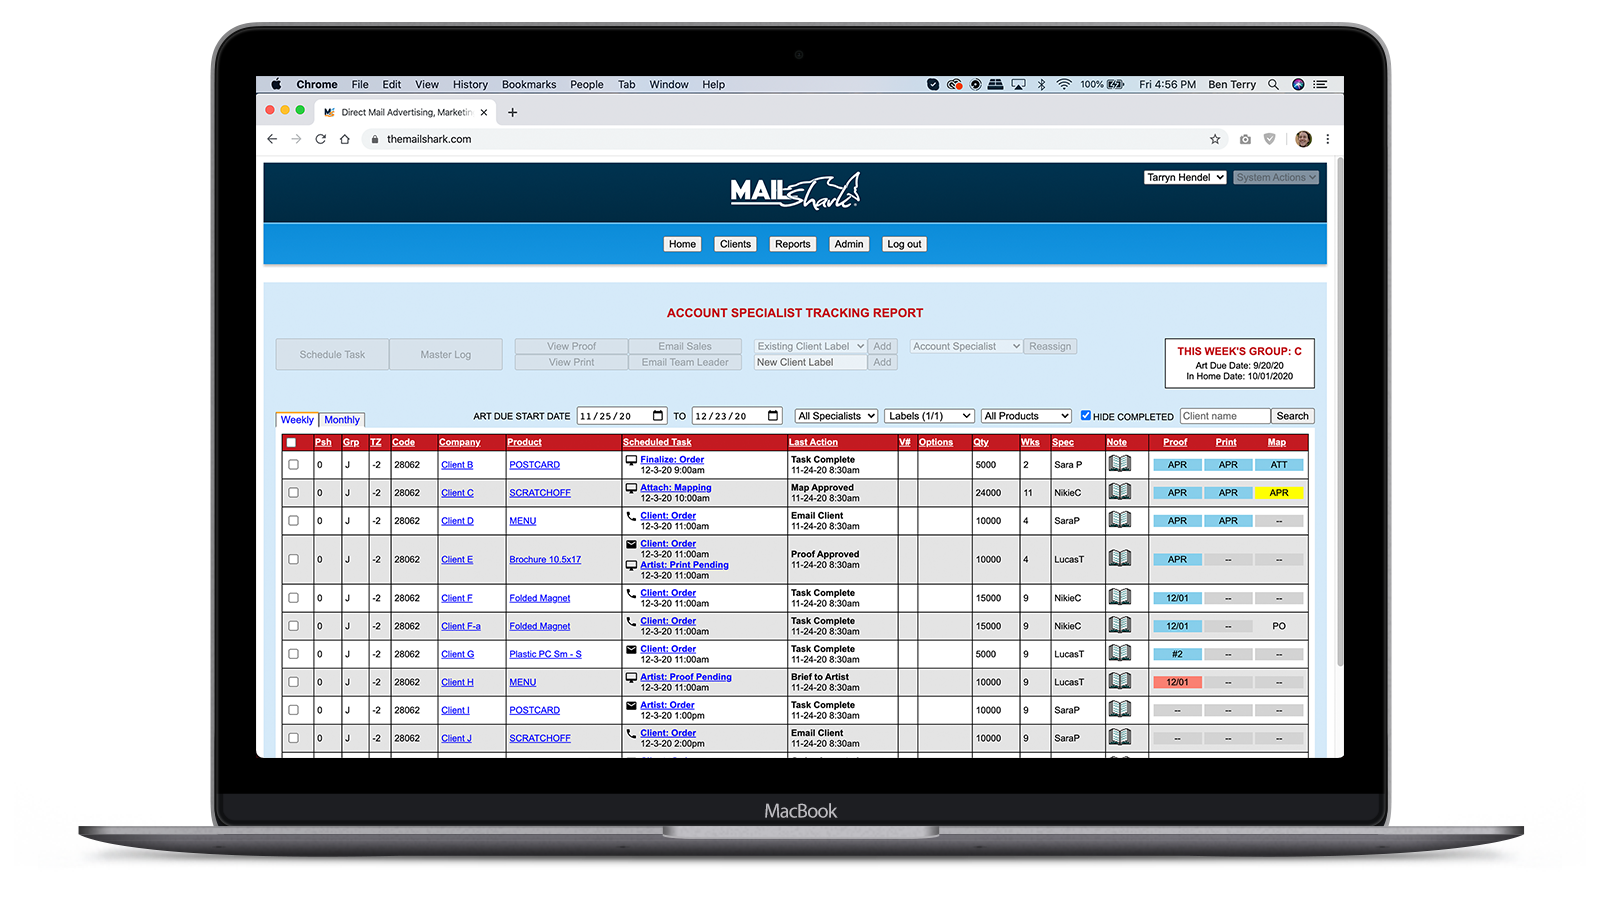 Chrome File Edit View History Bookmarks People Tab Window Help 100% Fri 4:56 PM Ben Terry
Direct Mail Advertising, Marketin
themailshark.com
MAIL Shark
Tarryn Hendel System Actions
Home Clients Reports Admin Log out
ACCOUNT SPECIALIST TRACKING REPORT
Schedule Task Master Log
View Proof Email Sales
View Print Email Team Leader
Existing Client Label Add
New Client Label Add
Account Specialist Reassign
THIS WEEK'S GROUP: C
Art Due Date: 9/20/20
In Home Date: 10/01/2020
Weekly Monthly
ART DUE START DATE 11/25/20 TO 12/23/20 All Specialists Labels (1/1) All Products HIDE COMPLETED Client name Search
Psh Grp TZ Code Company Product Scheduled Task Last Action V# Options Qty Wks Spec Note Proof Print Map
0 J -2 28062 Client B POSTCARD Finalize: Order Task Complete 5000 2 Sara P APR APR ATT
12-3-20 9:00am 11-24-20 8:30am
0 J -2 28062 Client C SCRATCHOFF Attach: Mapping Map Approved 24000 11 NikieC APR APR APR
12-3-20 10:00am 11-24-20 8:30am
0 J -2 28062 Client D MENU Client: Order Email Client 10000 4 SaraP APR APR --
12-3-20 11:00am 11-24-20 8:30am
0 J -2 28062 Client E Brochure 10.5x17 Client: Order Proof Approved 10000 4 LucasT APR -- --
12-3-20 11:00am 11-24-20 8:30am
Artist: Print Pending
12-3-20 11:00am
0 J -2 28062 Client F Folded Magnet Client: Order Task Complete 15000 9 NikieC 12/01 -- --
12-3-20 11:00am 11-24-20 8:30am
0 J -2 28062 Client F-a Folded Magnet Client: Order Task Complete 15000 9 NikieC 12/01 -- PO
12-3-20 11:00am 11-24-20 8:30am
0 J -2 28062 Client G Plastic PC Sm - S Client: Order Task Complete 5000 9 LucasT #2 -- --
12-3-20 11:00am 11-24-20 8:30am
0 J -2 28062 Client H MENU Artist: Proof Pending Brief to Artist 10000 9 LucasT 12/01 -- --
12-3-20 11:00am 11-24-20 8:30am
0 J -2 28062 Client I POSTCARD Artist: Order Task Complete 10000 9 SaraP -- -- --
12-3-20 1:00pm 11-24-20 8:30am
0 J -2 28062 Client J SCRATCHOFF Client: Order Email Client 10000 9 SaraP -- -- --
12-3-20 2:00pm 11-24-20 8:30am
MacBook